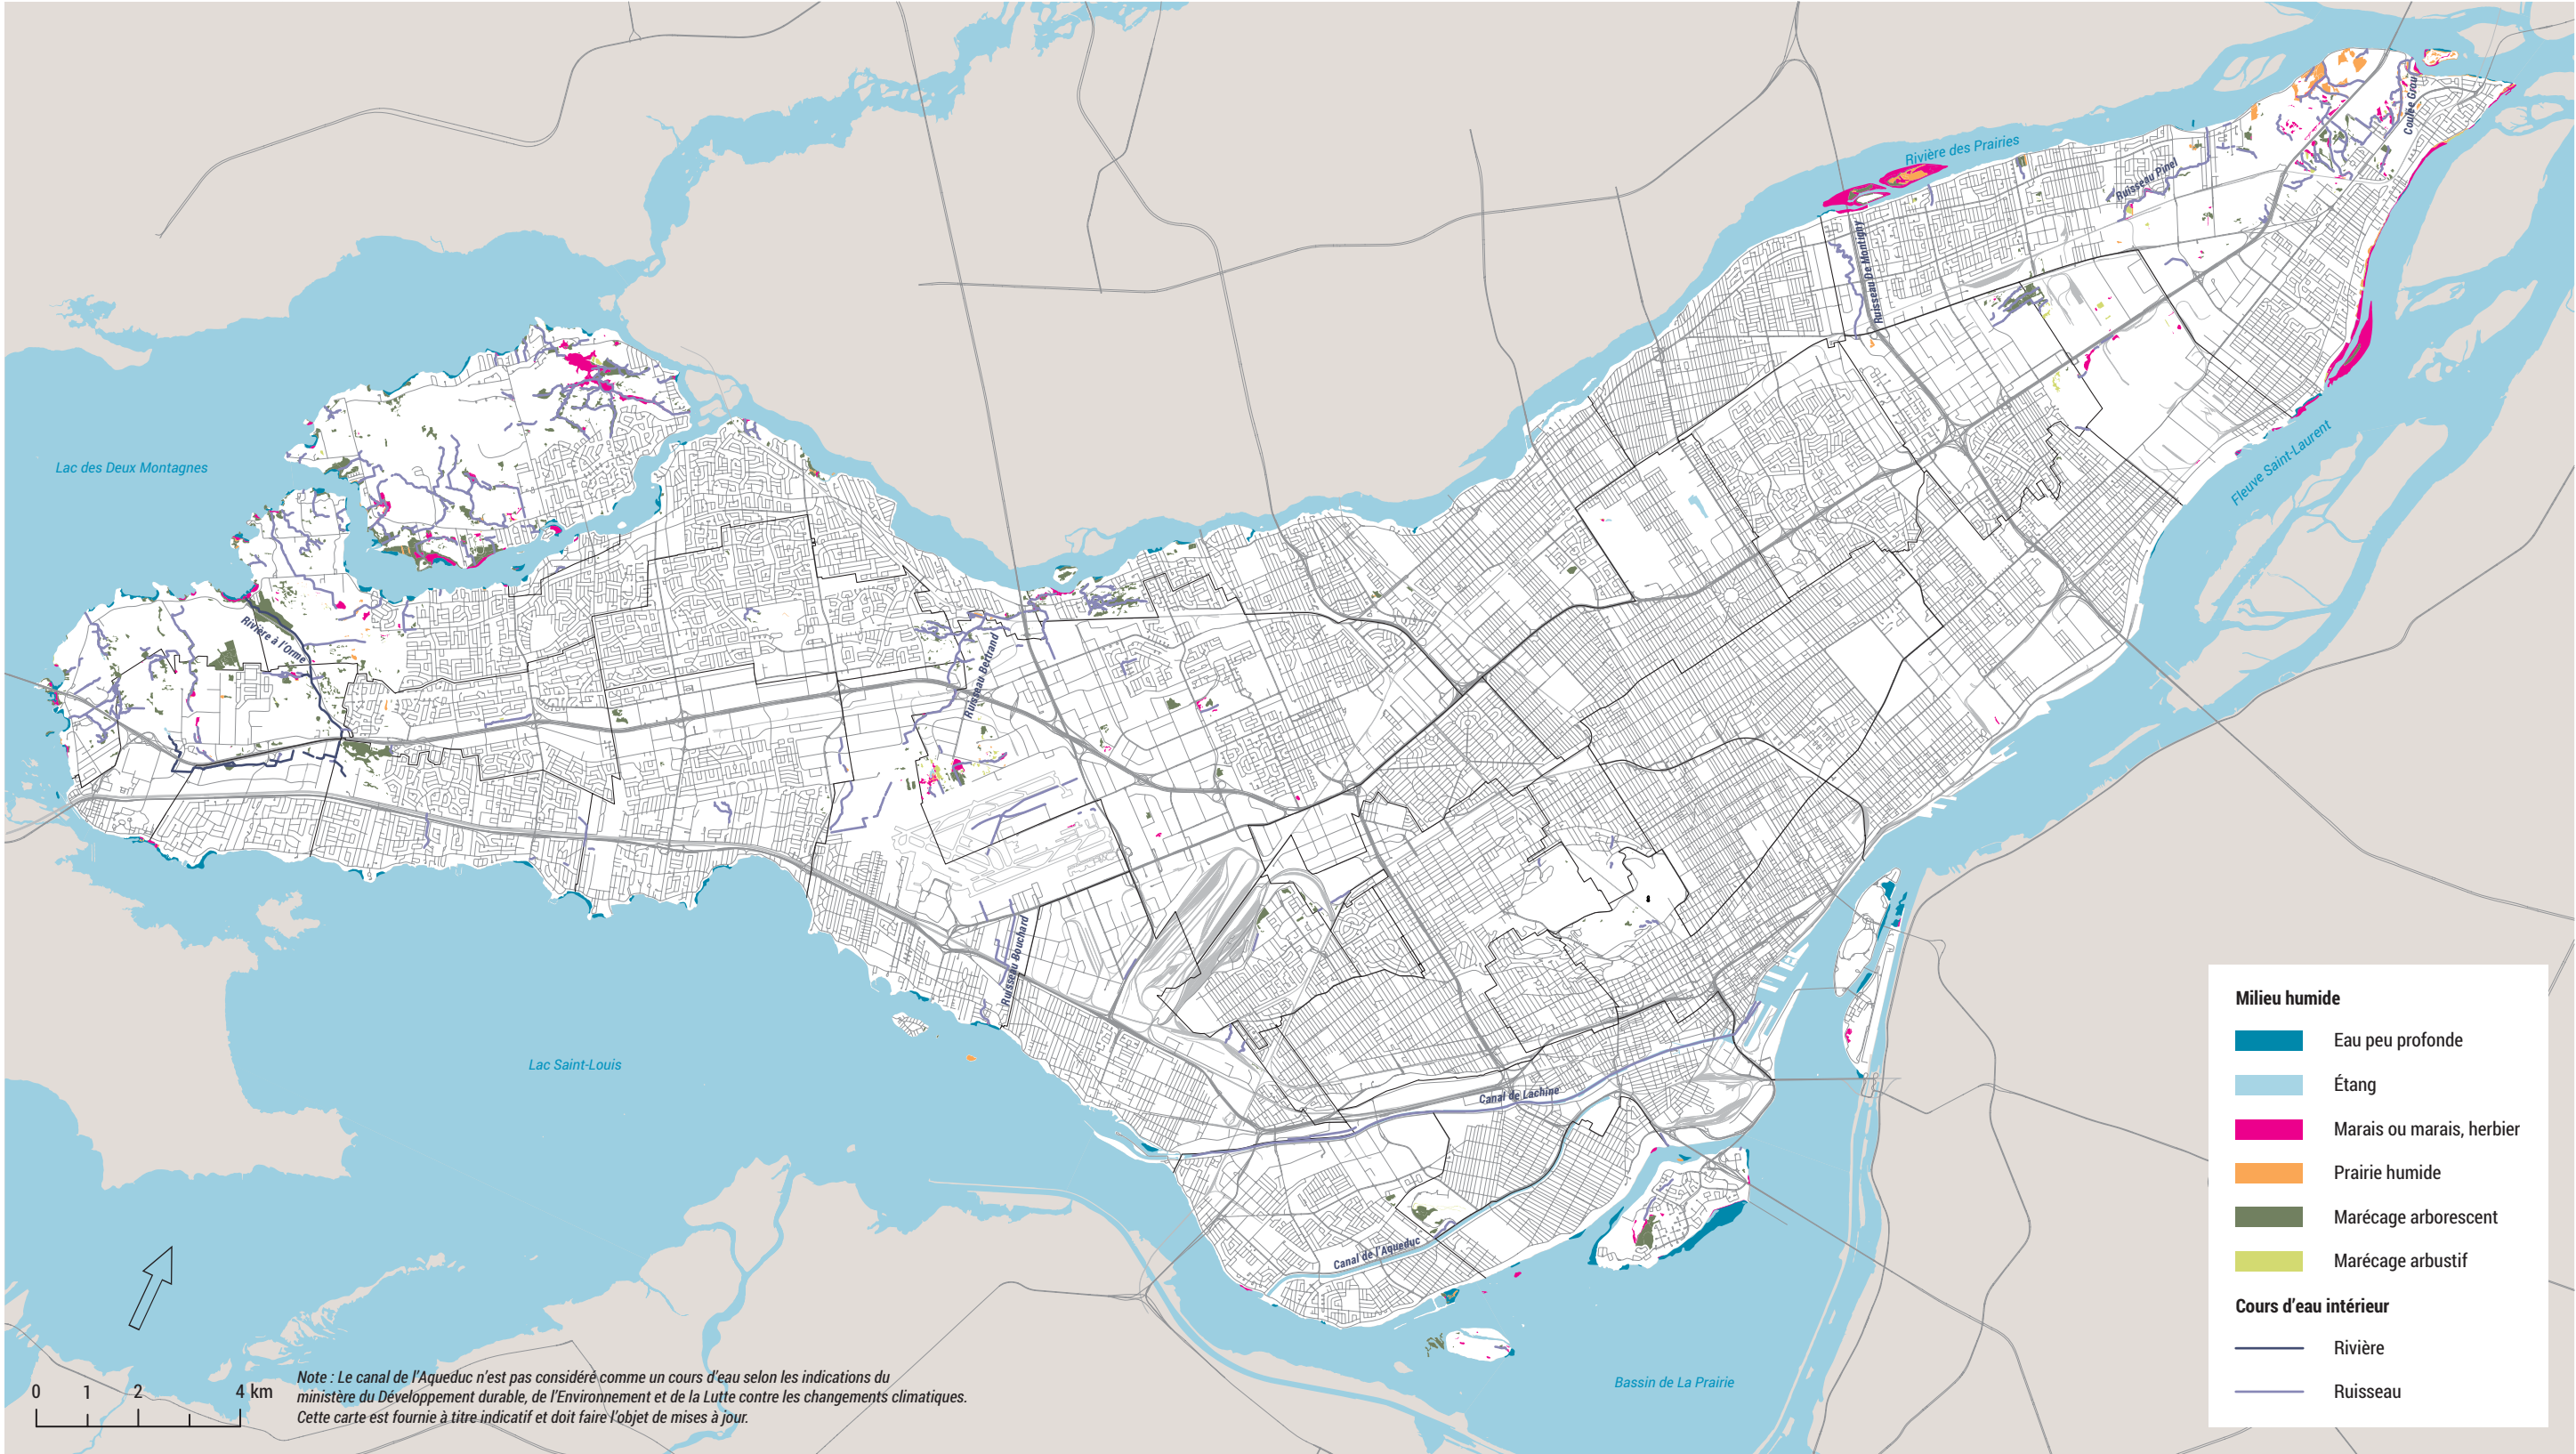 Rivière des Prairies
Coulée Grou
Ruisseau Pinel
Ruisseau De Montigny
Lac des Deux Montagnes
Fleuve Saint-Laurent
Rivière à l'Orme
Ruisseau Bertrand
Ruisseau Bouchard
Lac Saint-Louis
Canal de Lachine
Canal de l'Aqueduc
Bassin de La Prairie
Milieu humide
Eau peu profonde
Étang
Marais ou marais, herbier
Prairie humide
Marécage arborescent
Marécage arbustif
Cours d'eau intérieur
Rivière
Ruisseau
0 1 2 4 km
Note : Le canal de l'Aqueduc n'est pas considéré comme un cours d'eau selon les indications du
ministère du Développement durable, de l'Environnement et de la Lutte contre les changements climatiques.
Cette carte est fournie à titre indicatif et doit faire l'objet de mises à jour.